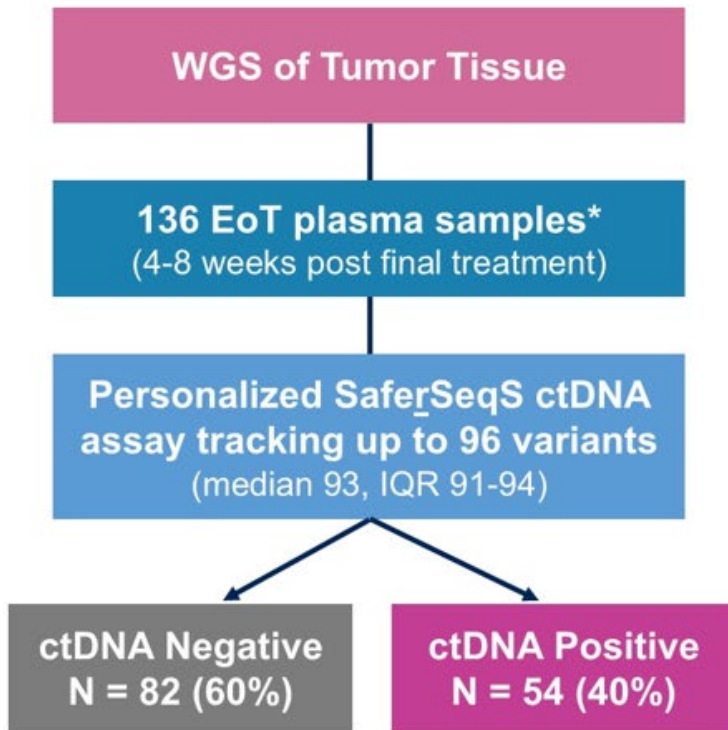 WGS of Tumor Tissue
136 EoT plasma samples*
(4-8 weeks post final treatment)
Personalized SaferSeqS ctDNA
assay tracking up to 96 variants
(median 93, IQR 91-94)
ctDNA Negative
N = 82 (60%)
ctDNA Positive
N = 54 (40%)